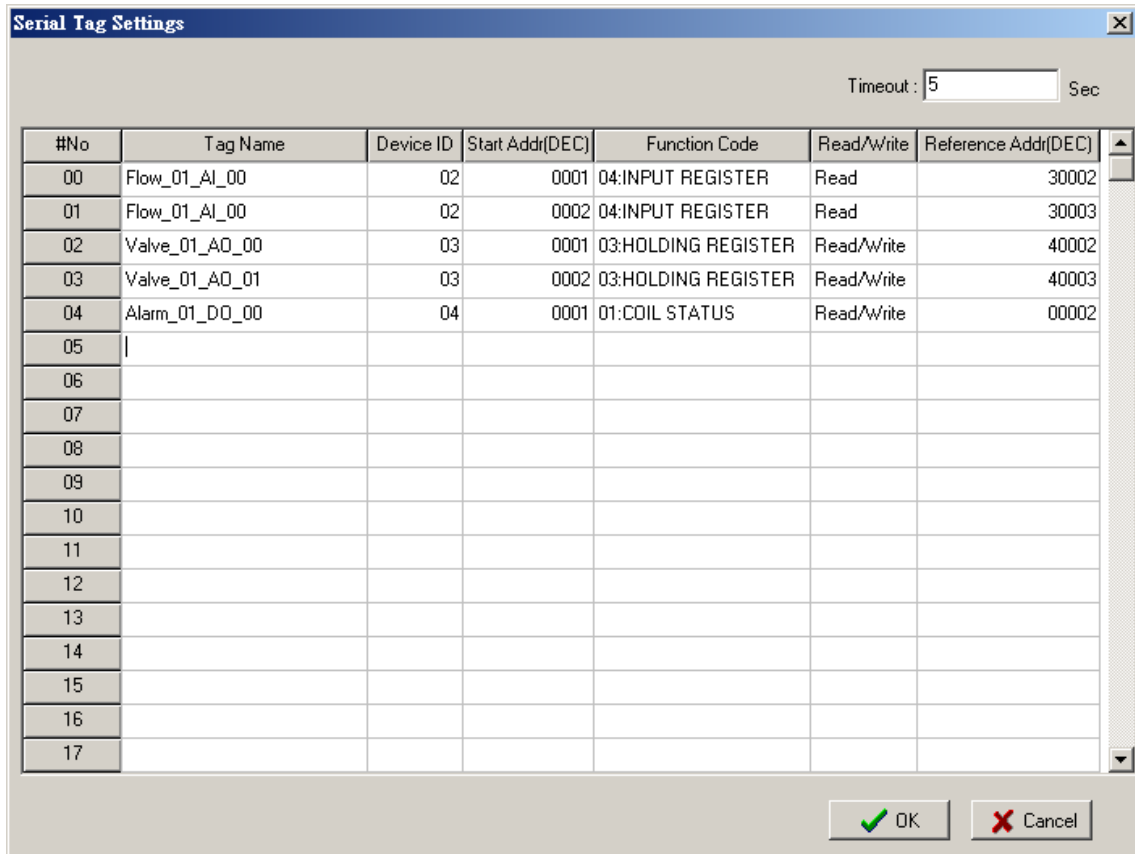 Serial Tag Settings
Timeout : 5 Sec
#No Tag Name Device ID Start Addr(DEC) Function Code Read/Write Reference Addr(DEC)
00 Flow_01_AI_00 02 0001 04:INPUT REGISTER Read 30002
01 Flow_01_AI_00 02 0002 04:INPUT REGISTER Read 30003
02 Valve_01_AO_00 03 0001 03:HOLDING REGISTER Read/Write 40002
03 Valve_01_AO_01 03 0002 03:HOLDING REGISTER Read/Write 40003
04 Alarm_01_DO_00 04 0001 01:COIL STATUS Read/Write 00002
05
06
07
08
09
10
11
12
13
14
15
16
17
OK Cancel